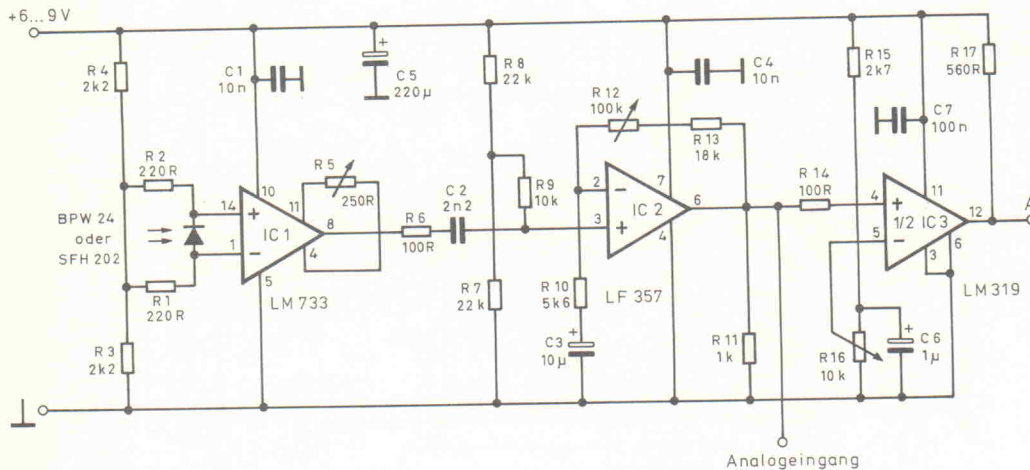 +6...9V
R4
2k2
C1
10n
+
C5
220µ
R8
22k
C4
10n
R15
2k7
R17
560R
R12
100k
R13
18k
C7
100n
R2
220R
R5
250R
R9
10k
R14
100R
BPW 24
oder
SFH 202
14
+
10
11
IC 1
8
1
−
4
5
R6
100R
C2
2n2
2
−
7
IC 2
6
3
+
4
4
+
11
1/2
IC 3
12
5
−
3
6
A
R1
220R
LM 733
R7
22k
R10
5k6
LF 357
LM 319
R3
2k2
+
C3
10µ
R11
1k
R16
10k
+
C6
1µ
Analogeingang